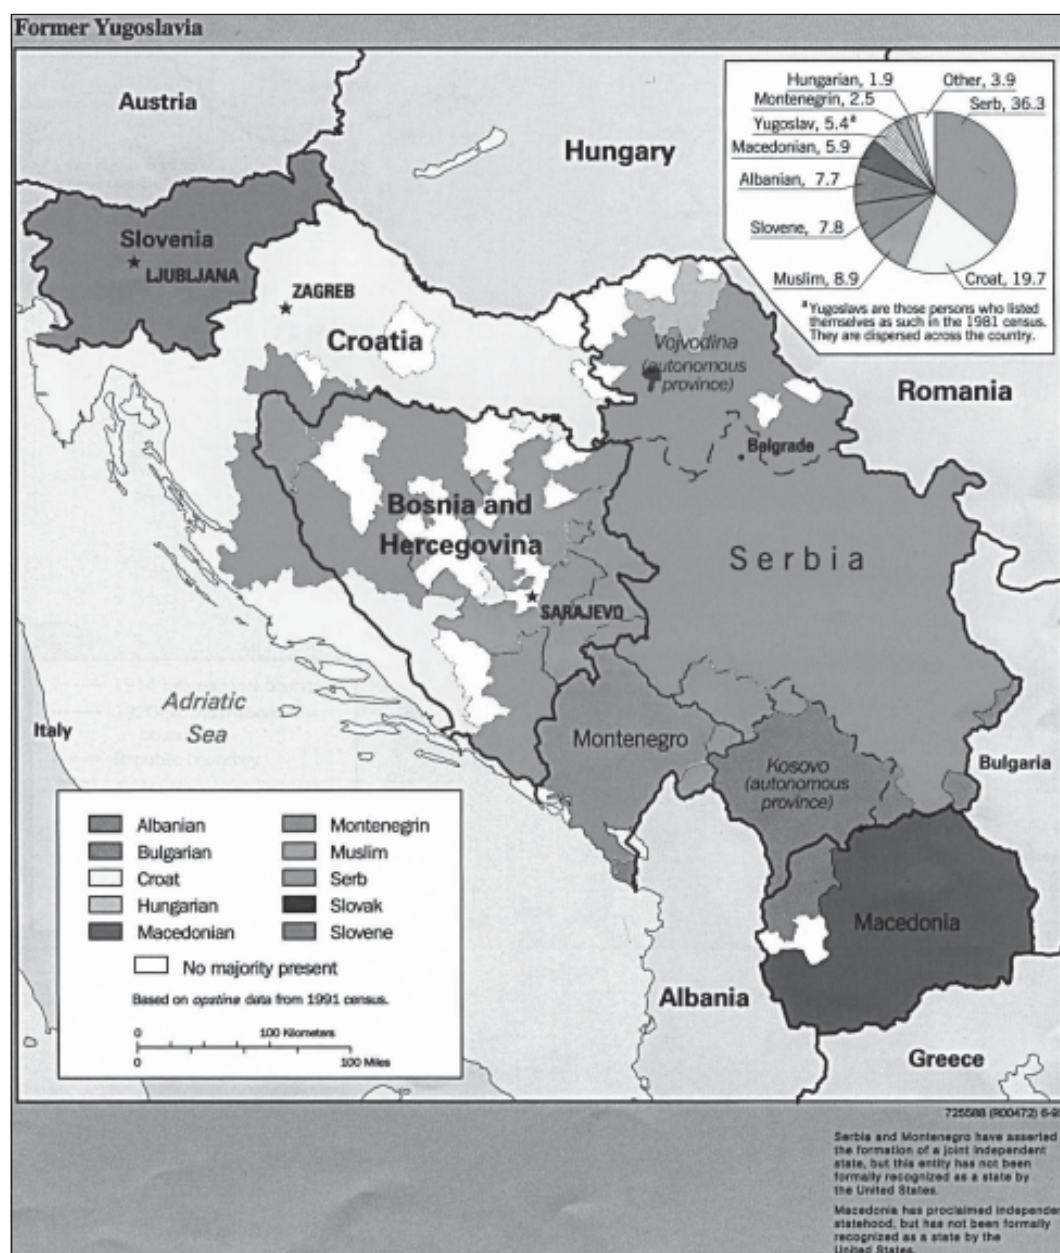 Former Yugoslavia
Austria
Hungary
Slovenia
LJUBLJANA
ZAGREB
Croatia
Vojvodina
(autonomous
province)
Romania
Belgrade
Bosnia and
Hercegovina
Serbia
SARAJEVO
Adriatic
Sea
Italy
Montenegro
Kosovo
(autonomous
province)
Bulgaria
Macedonia
Albania
Greece
Hungarian, 1.9
Other, 3.9
Montenegrin, 2.5
Serb, 36.3
Yugoslav, 5.4ª
Macedonian, 5.9
Albanian, 7.7
Slovene, 7.8
Muslim, 8.9
Croat, 19.7
ªYugoslavs are those persons who listed
themselves as such in the 1981 census.
They are dispersed across the country.
Albanian
Bulgarian
Croat
Hungarian
Macedonian
Montenegrin
Muslim
Serb
Slovak
Slovene
No majority present
Based on opstina data from 1991 census.
0 100 Kilometers
0 100 Miles
725588 (R00472) 6-9
Serbia and Montenegro have asserted
the formation of a joint independent
state, but this entity has not been
formally recognized as a state by
the United States.
Macedonia has proclaimed independen
statehood, but has not been formally
recognized as a state by the
United States.